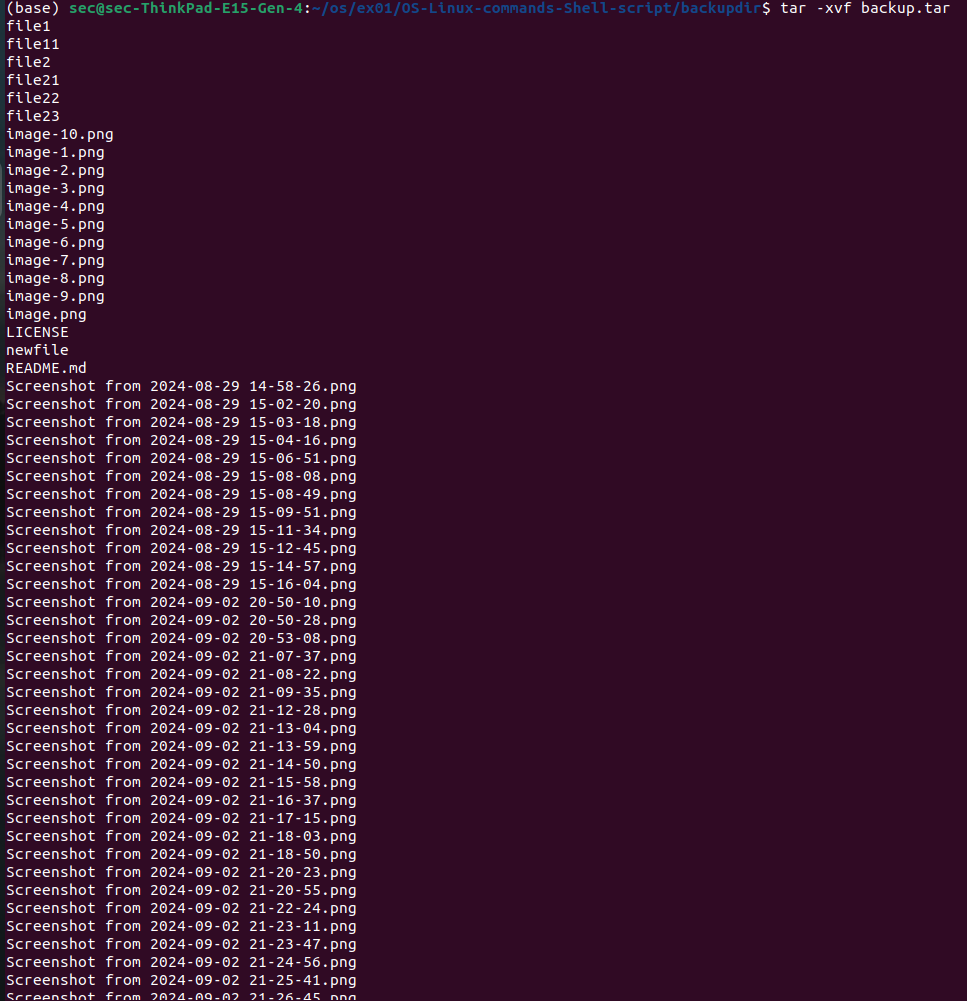 (base) sec@sec-ThinkPad-E15-Gen-4:~/os/ex01/OS-Linux-commands-Shell-script/backupdir$ tar -xvf backup.tar
file1
file11
file2
file21
file22
file23
image-10.png
image-1.png
image-2.png
image-3.png
image-4.png
image-5.png
image-6.png
image-7.png
image-8.png
image-9.png
image.png
LICENSE
newfile
README.md
Screenshot from 2024-08-29 14-58-26.png
Screenshot from 2024-08-29 15-02-20.png
Screenshot from 2024-08-29 15-03-18.png
Screenshot from 2024-08-29 15-04-16.png
Screenshot from 2024-08-29 15-06-51.png
Screenshot from 2024-08-29 15-08-08.png
Screenshot from 2024-08-29 15-08-49.png
Screenshot from 2024-08-29 15-09-51.png
Screenshot from 2024-08-29 15-11-34.png
Screenshot from 2024-08-29 15-12-45.png
Screenshot from 2024-08-29 15-14-57.png
Screenshot from 2024-08-29 15-16-04.png
Screenshot from 2024-09-02 20-50-10.png
Screenshot from 2024-09-02 20-50-28.png
Screenshot from 2024-09-02 20-53-08.png
Screenshot from 2024-09-02 21-07-37.png
Screenshot from 2024-09-02 21-08-22.png
Screenshot from 2024-09-02 21-09-35.png
Screenshot from 2024-09-02 21-12-28.png
Screenshot from 2024-09-02 21-13-04.png
Screenshot from 2024-09-02 21-13-59.png
Screenshot from 2024-09-02 21-14-50.png
Screenshot from 2024-09-02 21-15-58.png
Screenshot from 2024-09-02 21-16-37.png
Screenshot from 2024-09-02 21-17-15.png
Screenshot from 2024-09-02 21-18-03.png
Screenshot from 2024-09-02 21-18-50.png
Screenshot from 2024-09-02 21-20-23.png
Screenshot from 2024-09-02 21-20-55.png
Screenshot from 2024-09-02 21-22-24.png
Screenshot from 2024-09-02 21-23-11.png
Screenshot from 2024-09-02 21-23-47.png
Screenshot from 2024-09-02 21-24-56.png
Screenshot from 2024-09-02 21-25-41.png
Screenshot from 2024-09-02 21-26-45.png